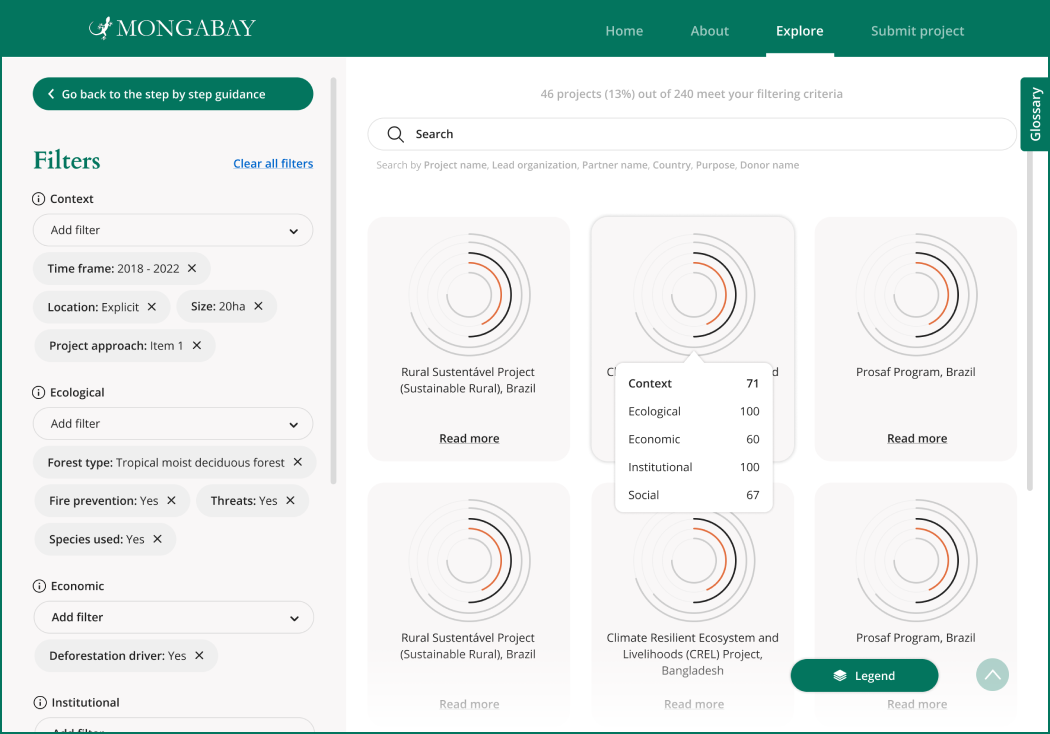 MONGABAY
Home
About
Explore
Submit project
Go back to the step by step guidance
Filters
Clear all filters
Context
Add filter
Time frame: 2018 - 2022
Location: Explicit
Size: 20ha
Project approach: Item 1
Ecological
Add filter
Forest type: Tropical moist deciduous forest
Fire prevention: Yes
Threats: Yes
Species used: Yes
Economic
Add filter
Deforestation driver: Yes
Institutional
Add filter
46 projects (13%) out of 240 meet your filtering criteria
Search
Search by Project name, Lead organization, Partner name, Country, Purpose, Donor name
Glossary
Rural Sustentável Project
(Sustainable Rural), Brazil
Read more
Context 71
Ecological 100
Economic 60
Institutional 100
Social 67
Prosaf Program, Brazil
Read more
Rural Sustentável Project
(Sustainable Rural), Brazil
Read more
Climate Resilient Ecosystem and
Livelihoods (CREL) Project,
Bangladesh
Read more
Prosaf Program, Brazil
Read more
Legend